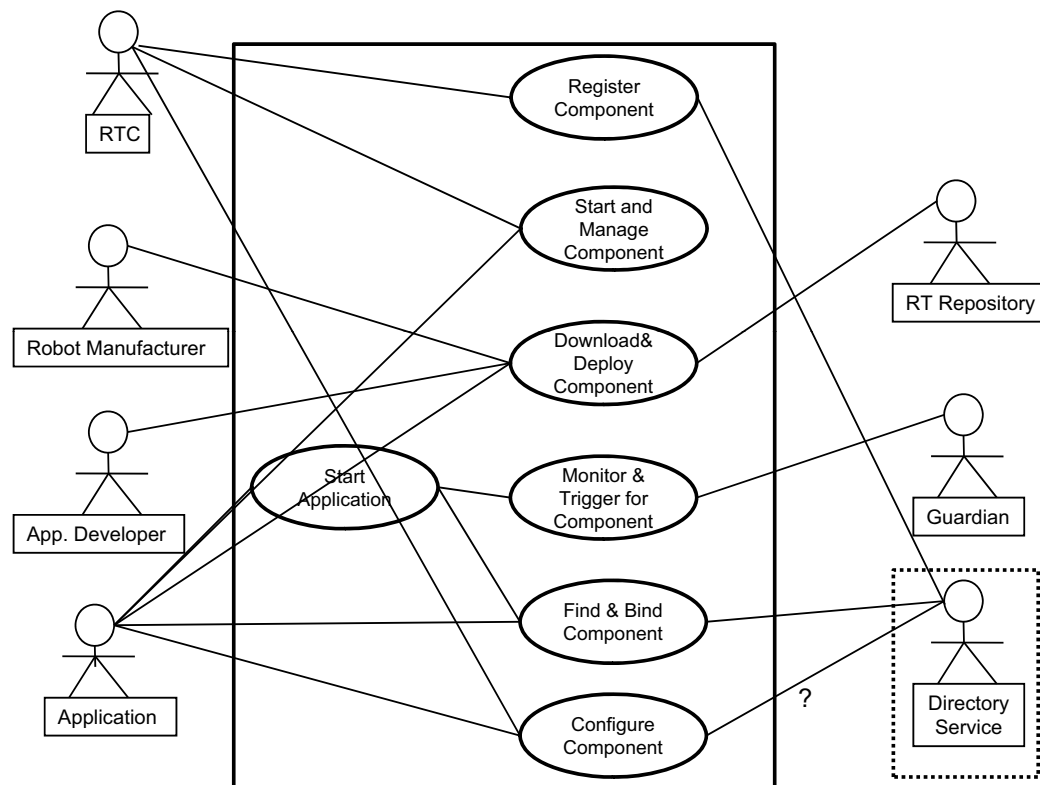 RTC
Register
Component
Start and
Manage
Component
RT Repository
Robot Manufacturer
Download&
Deploy
Component
App. Developer
Start
Application
Monitor &
Trigger for
Component
Guardian
Application
Find & Bind
Component
Directory
Service
Configure
Component
?